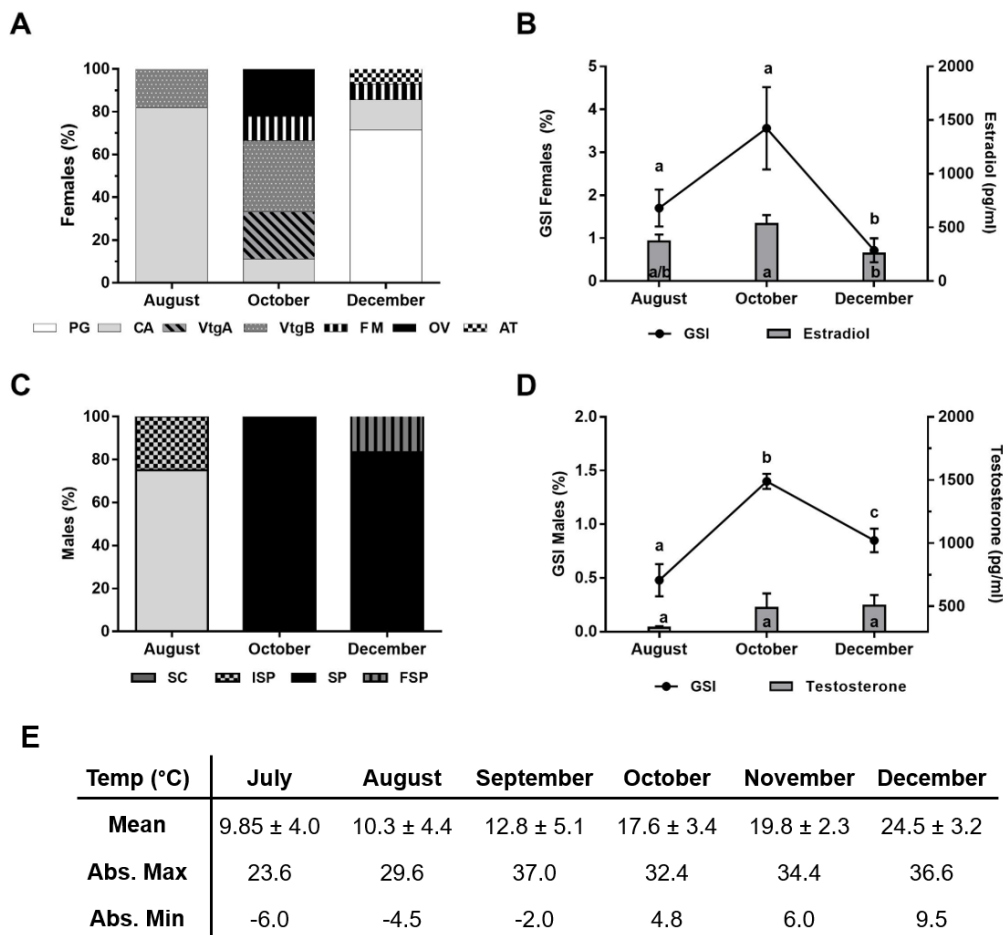 A
100
80
60
40
20
0
Females (%)
August October December
PG CA VtgA VtgB FM OV AT
B
5
4
3
2
1
0
GSI Females (%)
2000
1500
1000
500
0
Estradiol (pg/ml)
a a b
a/b a b
August October December
GSI Estradiol
C
100
80
60
40
20
0
Males (%)
August October December
SC ISP SP FSP
D
2.0
1.5
1.0
0.5
0.0
GSI Males (%)
2000
1500
1000
500
Testosterone (pg/ml)
a b c
a a a
August October December
GSI Testosterone
E
Temp (°C) July August September October November December
Mean 9.85 ± 4.0 10.3 ± 4.4 12.8 ± 5.1 17.6 ± 3.4 19.8 ± 2.3 24.5 ± 3.2
Abs. Max 23.6 29.6 37.0 32.4 34.4 36.6
Abs. Min -6.0 -4.5 -2.0 4.8 6.0 9.5